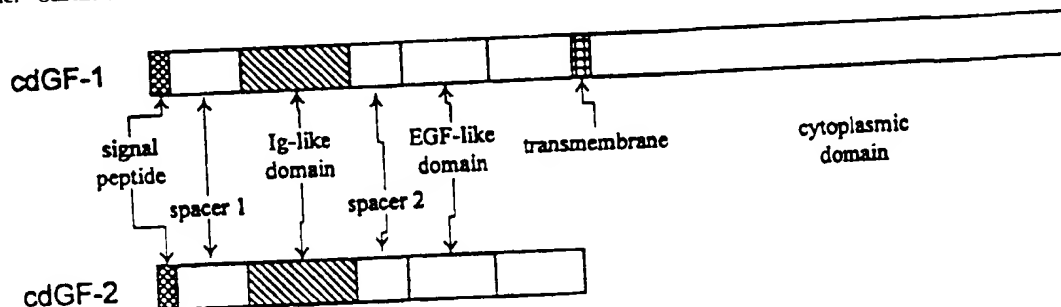 cdGF-1
signal
peptide
spacer 1
Ig-like
domain
spacer 2
EGF-like
domain
transmembrane
cytoplasmic
domain
cdGF-2